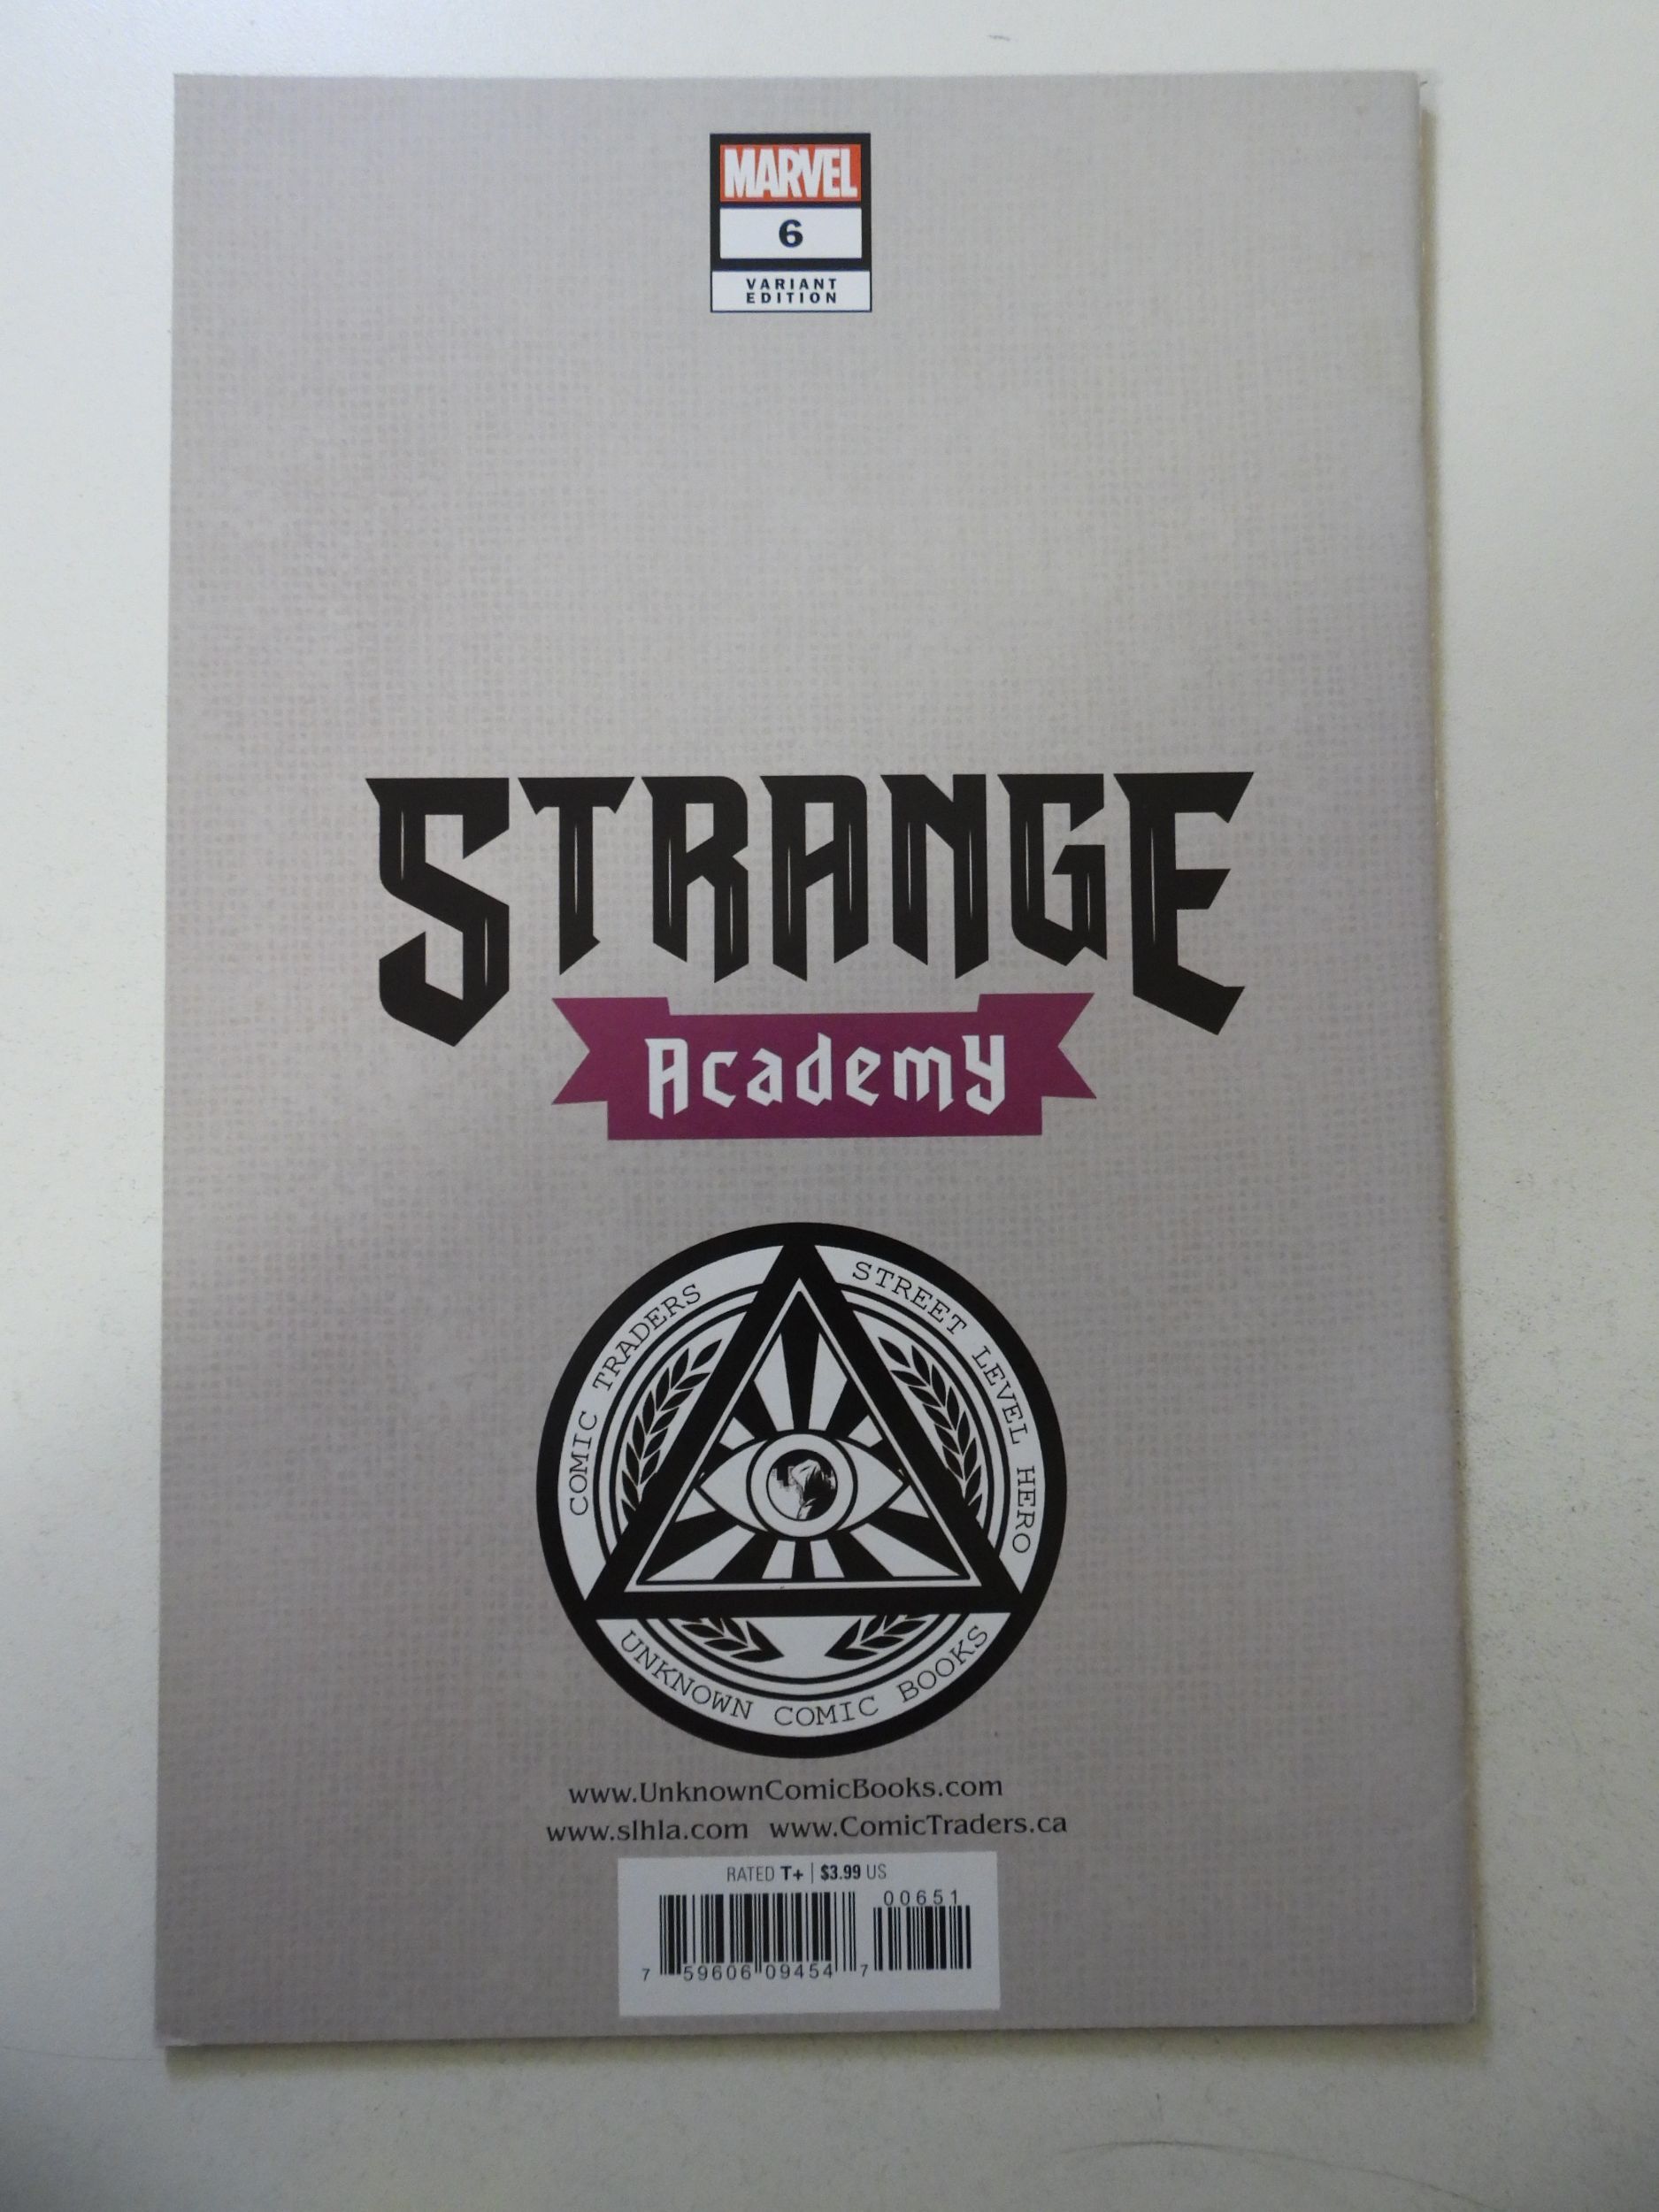 MARVEL
6
VARIANT
EDITION
STRANGE
Academy
COMIC TRADERS
STREET LEVEL HERO
UNKNOWN COMIC BOOKS
www.UnknownComicBooks.com
www.slhla.com www.ComicTraders.ca
RATED T+ | $3.99 US
00651
7 59606 09454 7